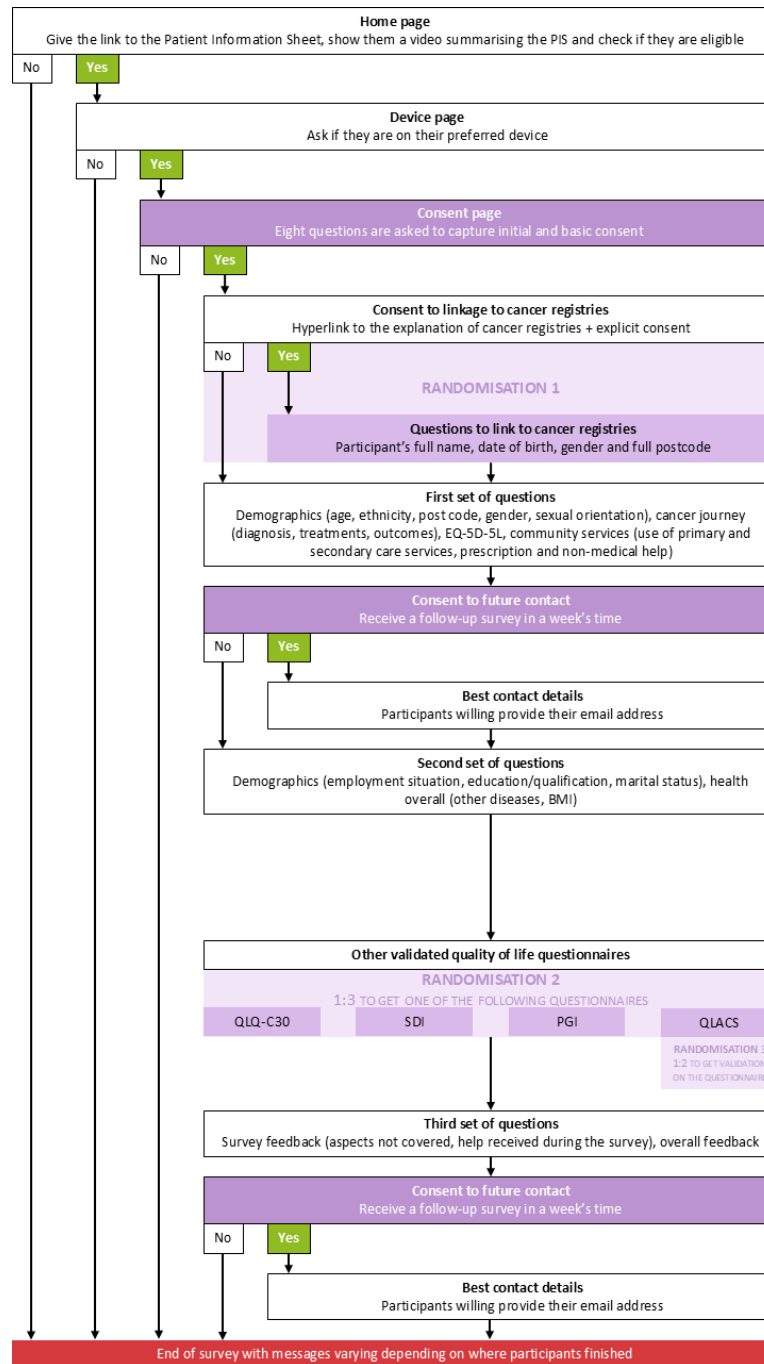 Home page
Give the link to the Patient Information Sheet, show them a video summarising the PIS and check if they are eligible
No
Yes
Device page
Ask if they are on their preferred device
No
Yes
Consent page
Eight questions are asked to capture initial and basic consent
No
Yes
Consent to linkage to cancer registries
Hyperlink to the explanation of cancer registries + explicit consent
No
Yes
RANDOMISATION 1
Questions to link to cancer registries
Participant's full name, date of birth, gender and full postcode
First set of questions
Demographics (age, ethnicity, post code, gender, sexual orientation), cancer journey
(diagnosis, treatments, outcomes), EQ-5D-5L, community services (use of primary and
secondary care services, prescription and non-medical help)
Consent to future contact
Receive a follow-up survey in a week's time
No
Yes
Best contact details
Participants willing provide their email address
Second set of questions
Demographics (employment situation, education/qualification, marital status), health
overall (other diseases, BMI)
Other validated quality of life questionnaires
RANDOMISATION 2
1:3 TO GET ONE OF THE FOLLOWING QUESTIONNAIRES
QLQ-C30
SDI
PGI
QLACS
RANDOMISATION 3
1:2 TO GET VALIDATION
ON THE QUESTIONNAIRE
Third set of questions
Survey feedback (aspects not covered, help received during the survey), overall feedback
Consent to future contact
Receive a follow-up survey in a week's time
No
Yes
Best contact details
Participants willing provide their email address
End of survey with messages varying depending on where participants finished